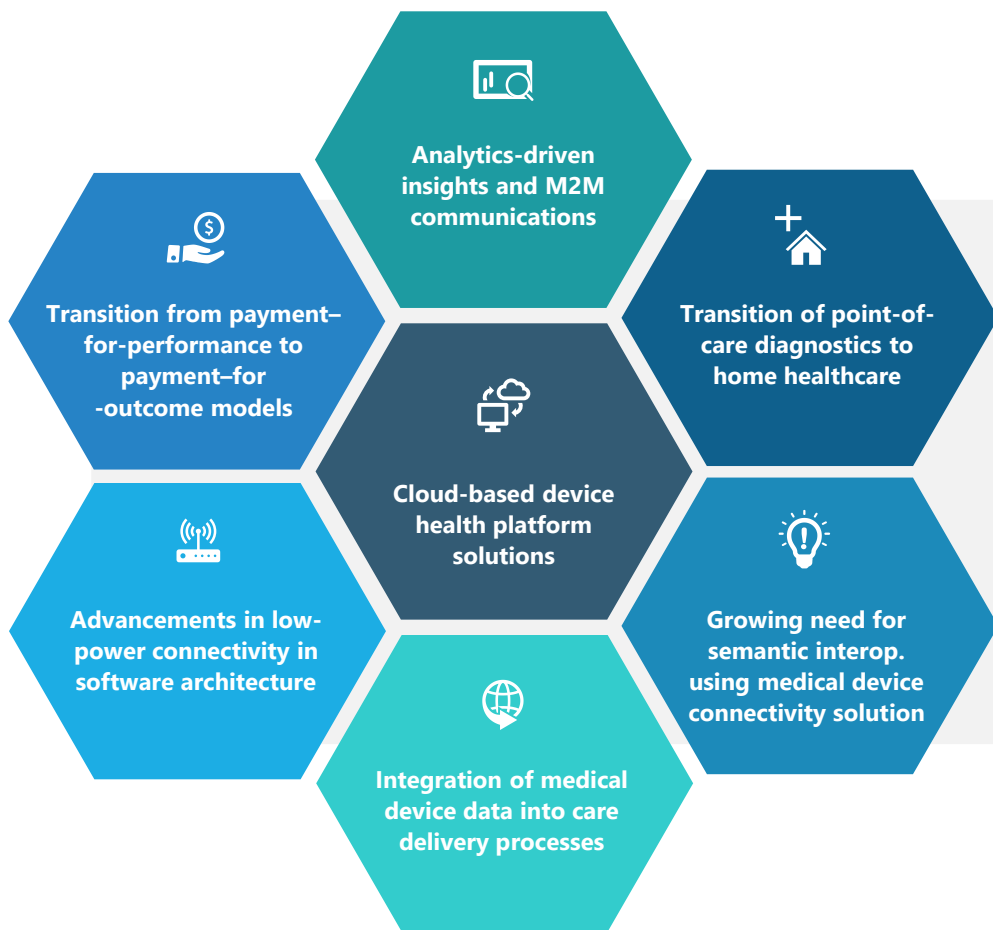 Analytics-driven
insights and M2M
communications
Transition from payment–
for-performance to
payment–for
-outcome models
$
Transition of point-of-
care diagnostics to
home healthcare
Cloud-based device
health platform
solutions
Advancements in low-
power connectivity in
software architecture
Growing need for
semantic interop.
using medical device
connectivity solution
Integration of medical
device data into care
delivery processes